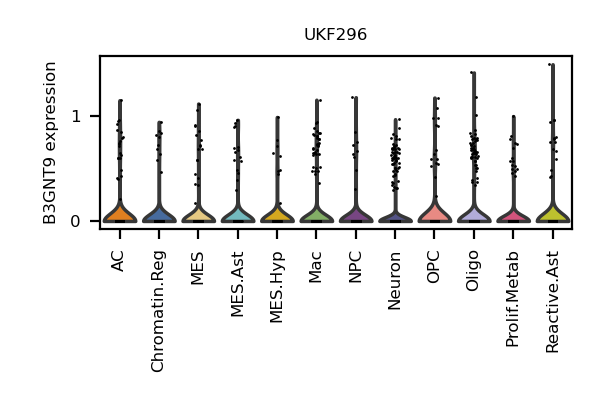 UKF296
B3GNT9 expression
1
0
AC
Chromatin.Reg
MES
MES.Ast
MES.Hyp
Mac
NPC
Neuron
OPC
Oligo
Prolif.Metab
Reactive.Ast